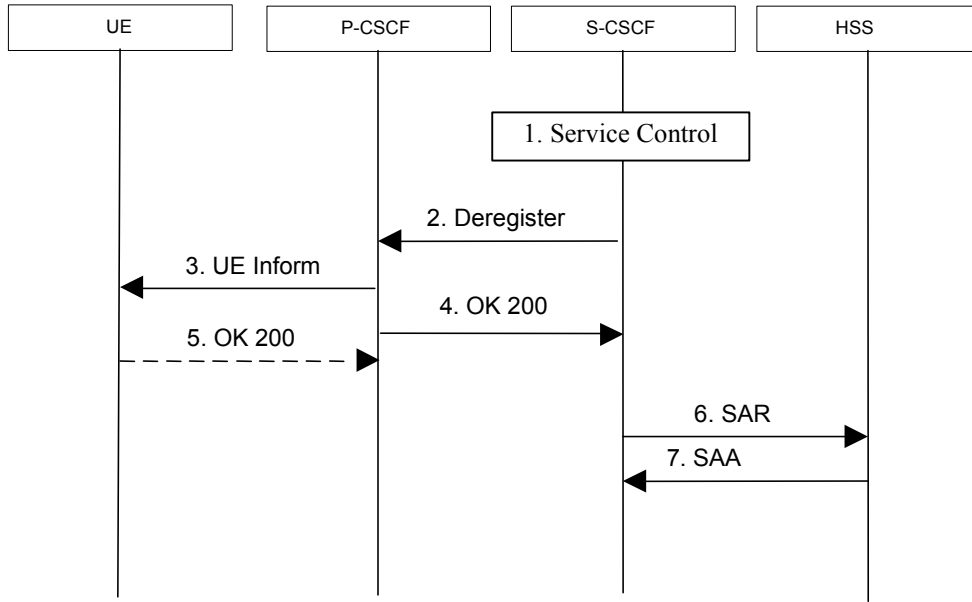 UE
P-CSCF
S-CSCF
HSS
1. Service Control
2. Deregister
3. UE Inform
4. OK 200
5. OK 200
6. SAR
7. SAA